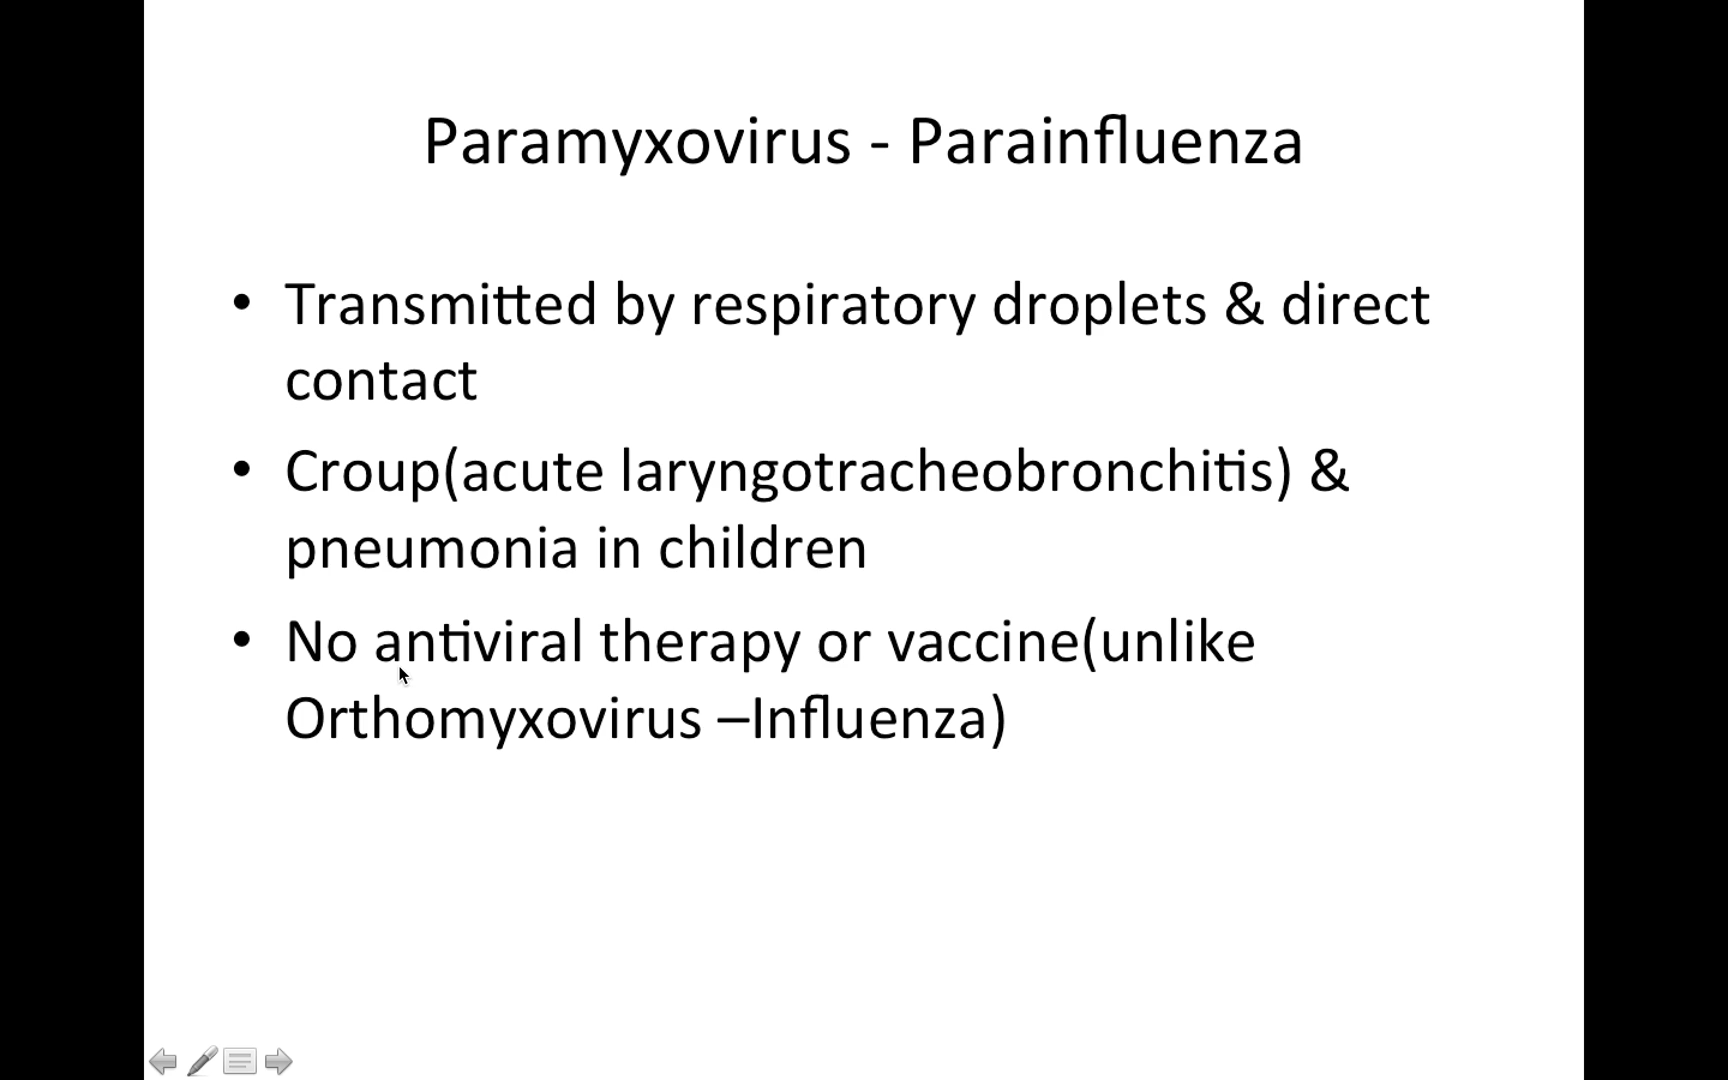 Paramyxovirus - Parainfluenza
• Transmitted by respiratory droplets & direct
contact
• Croup(acute laryngotracheobronchitis) &
pneumonia in children
• No antiviral therapy or vaccine(unlike
Orthomyxovirus –Influenza)